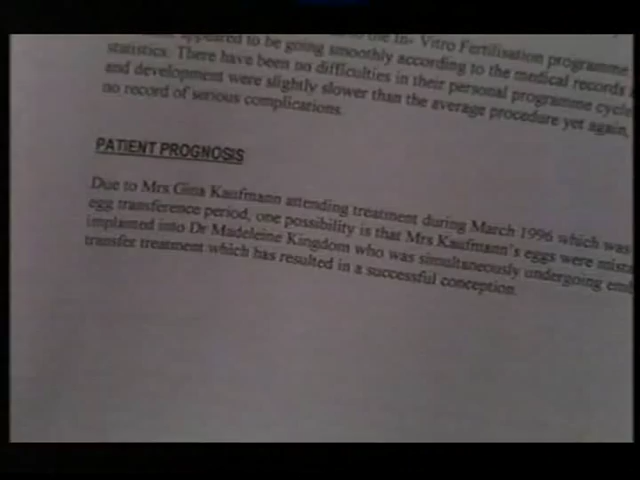 the In- Vitro Fertilisation programme
appeared to be going smoothly according to the medical records
statistics. There have been no difficulties in their personal programme cycle
and development were slightly slower than the average procedure yet again,
no record of serious complications.
PATIENT PROGNOSIS
Due to Mrs Gina Kaufmann attending treatment during March 1996 which was
egg transference period, one possibility is that Mrs Kaufmann's eggs were
implanted into Dr Madeleine Kingdom who was simultaneously undergoing
transfer treatment which has resulted in a successful conception.